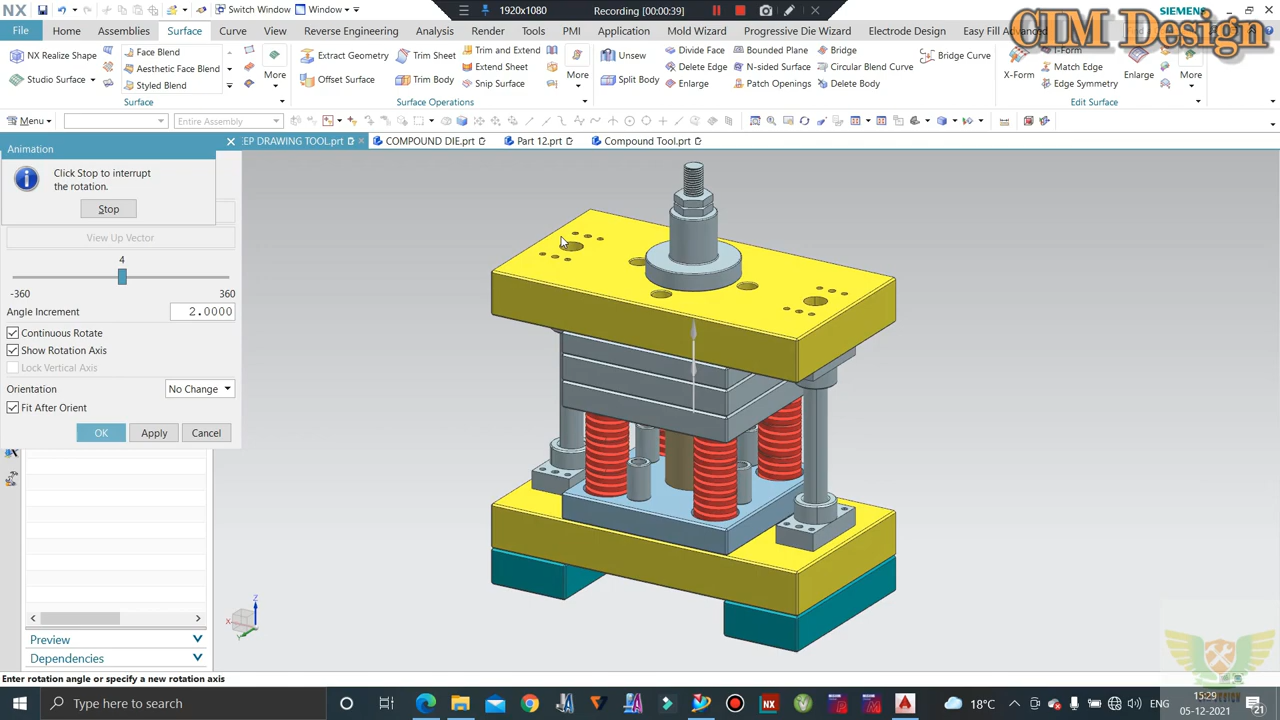 NX
Switch Window
Window
1920x1080
Recording [00:00:39]
SIEMENS
CIM Design
File
Home
Assemblies
Surface
Curve
View
Reverse Engineering
Analysis
Render
Tools
PMI
Application
Mold Wizard
Progressive Die Wizard
Electrode Design
Easy Fill Advanced
NX Realize Shape
Studio Surface
Face Blend
Aesthetic Face Blend
Styled Blend
More
Surface
Extract Geometry
Offset Surface
Trim Sheet
Trim Body
Trim and Extend
Extend Sheet
Snip Surface
More
Surface Operations
Unsew
Split Body
Divide Face
Delete Edge
Enlarge
Bounded Plane
N-sided Surface
Patch Openings
Bridge
Circular Blend Curve
Delete Body
Bridge Curve
X-Form
I-Form
Match Edge
Edge Symmetry
Enlarge
More
Edit Surface
Menu
Entire Assembly
EP DRAWING TOOL.prt
COMPOUND DIE.prt
Part 12.prt
Compound Tool.prt
Animation
Click Stop to interrupt
the rotation.
Stop
View Up Vector
4
-360
360
Angle Increment
2.0000
Continuous Rotate
Show Rotation Axis
Lock Vertical Axis
Orientation
No Change
Fit After Orient
OK
Apply
Cancel
Z
X
Y
Preview
Dependencies
Enter rotation angle or specify a new rotation axis
Type here to search
NX
18°C
ENG
15:29
05-12-2021
21